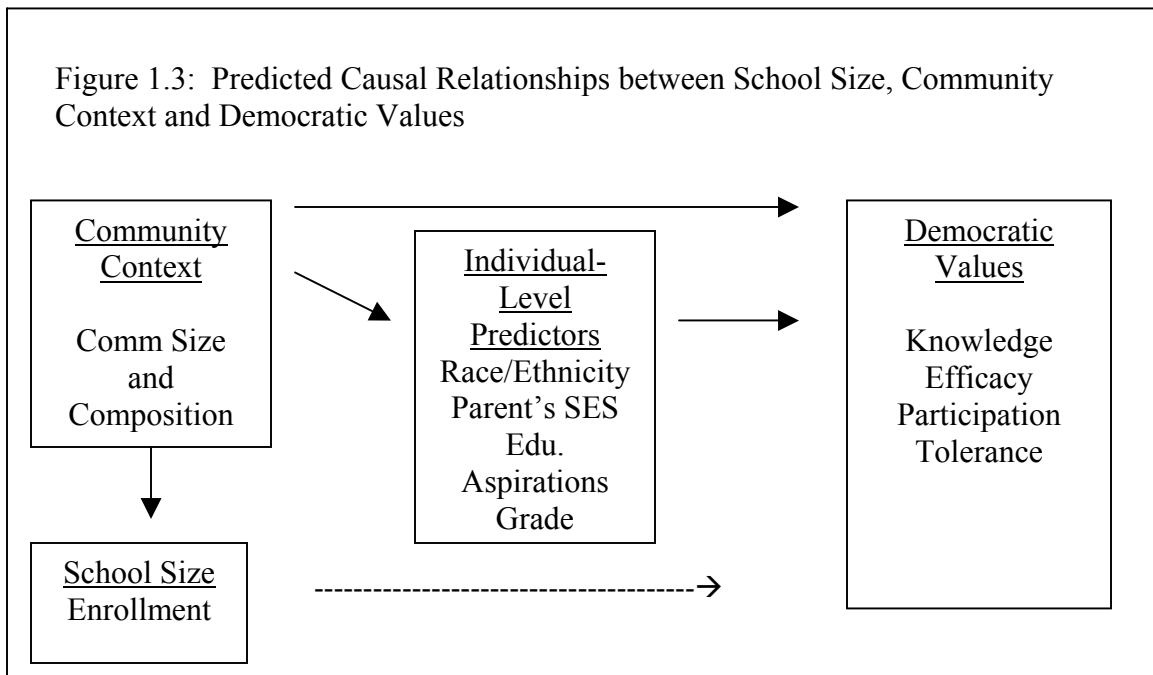 Figure 1.3:  Predicted Causal Relationships between School Size, Community
Context and Democratic Values
Community
Context
Comm Size
and
Composition
Individual-
Level
Predictors
Race/Ethnicity
Parent’s SES
Edu.
Aspirations
Grade
Democratic
Values
Knowledge
Efficacy
Participation
Tolerance
School Size
Enrollment